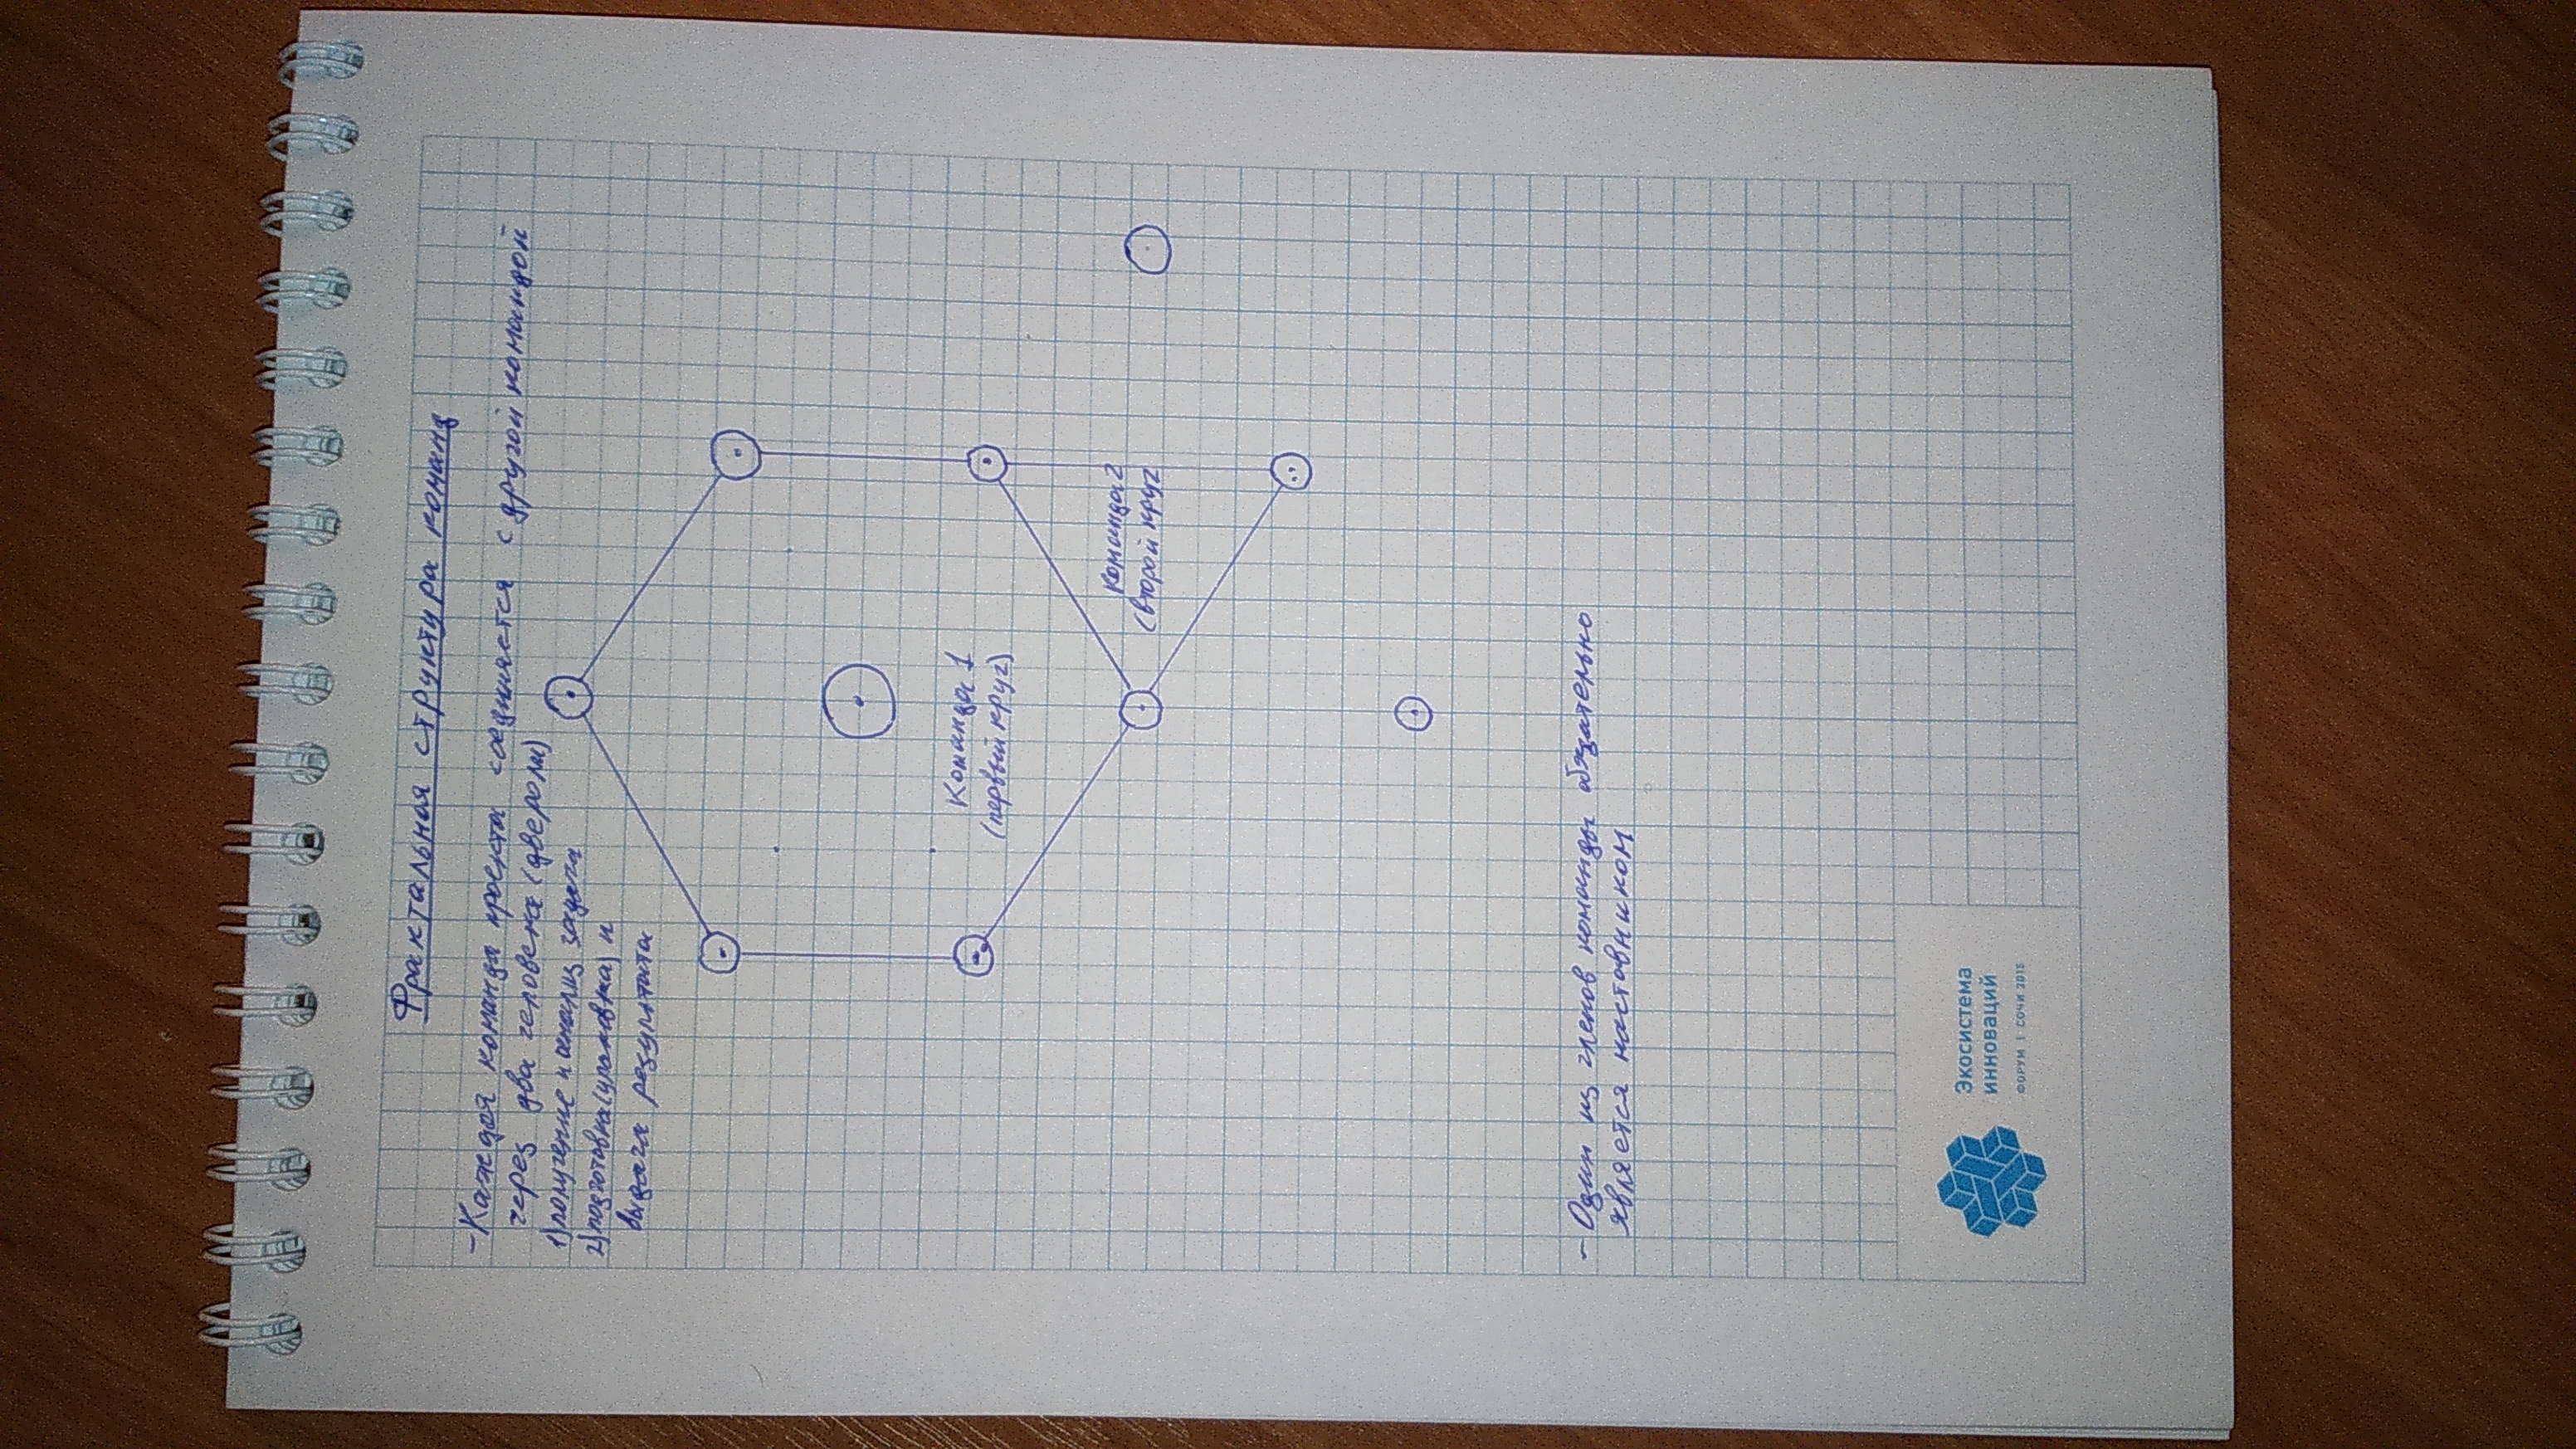 Фрактальная структура команд
- Каждая команда проекта соединяется с другой командой
через два человека (две роли)
1) получение и анализ задачи
2) подготовка (упаковка) и
выдача результата
Команда 1
(первый круг)
Команда 2
(второй круг
- Один из членов команды обязательно
является наставником
Экосистема
инноваций
ФОРУМ | СОЧИ 2015